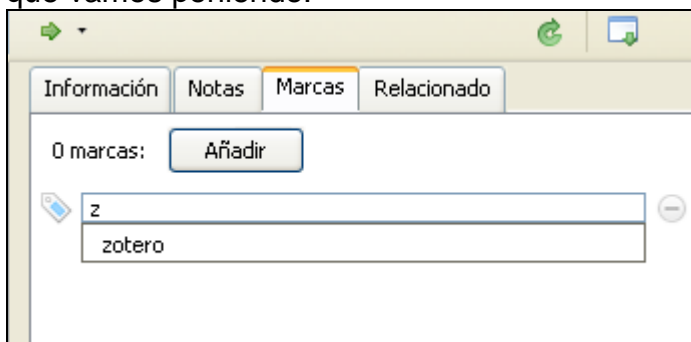 que vamos poniendo.
Información Notas Marcas Relacionado
0 marcas: Añadir
z
zotero